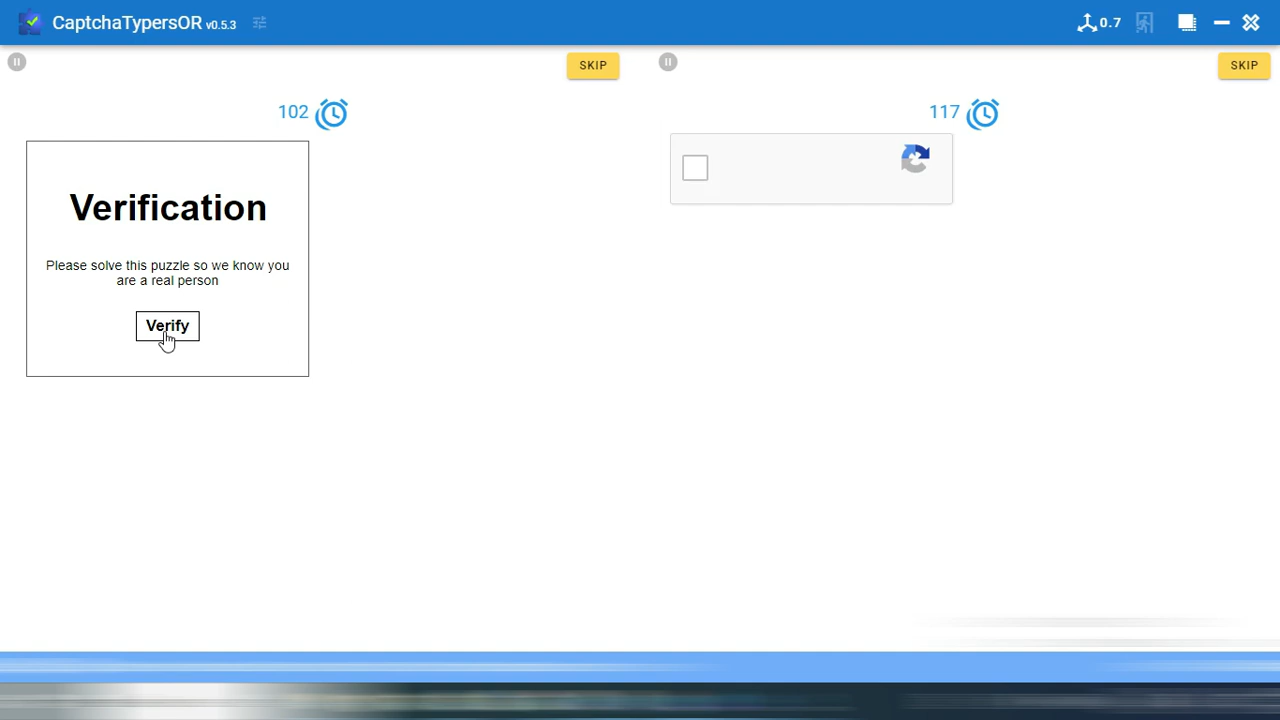 CaptchaTypersOR v0.5.3
0.7
SKIP
SKIP
102
117
Verification
Please solve this puzzle so we know you
are a real person
Verify